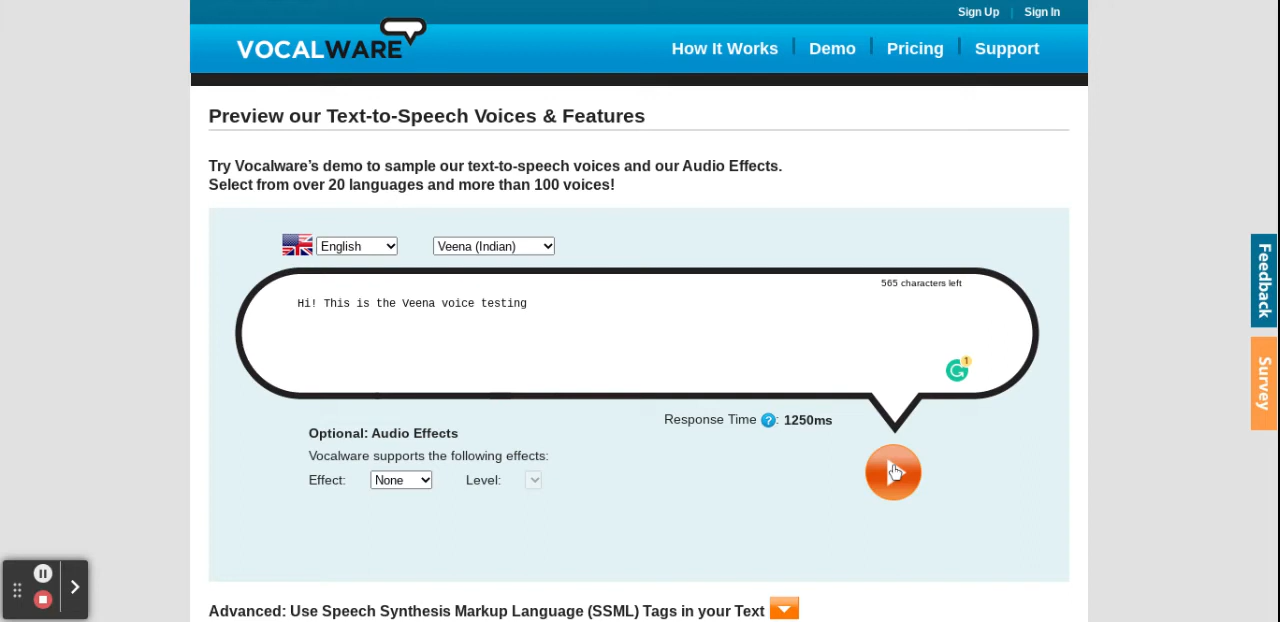 Sign Up | Sign In
VOCALWARE
How It Works
Demo
Pricing
Support
Preview our Text-to-Speech Voices & Features
Try Vocalware's demo to sample our text-to-speech voices and our Audio Effects.
Select from over 20 languages and more than 100 voices!
English
Veena (Indian)
565 characters left
Hi! This is the Veena voice testing
1
Response Time ?: 1250ms
Optional: Audio Effects
Vocalware supports the following effects:
Effect: None Level:
Advanced: Use Speech Synthesis Markup Language (SSML) Tags in your Text
Feedback
Survey